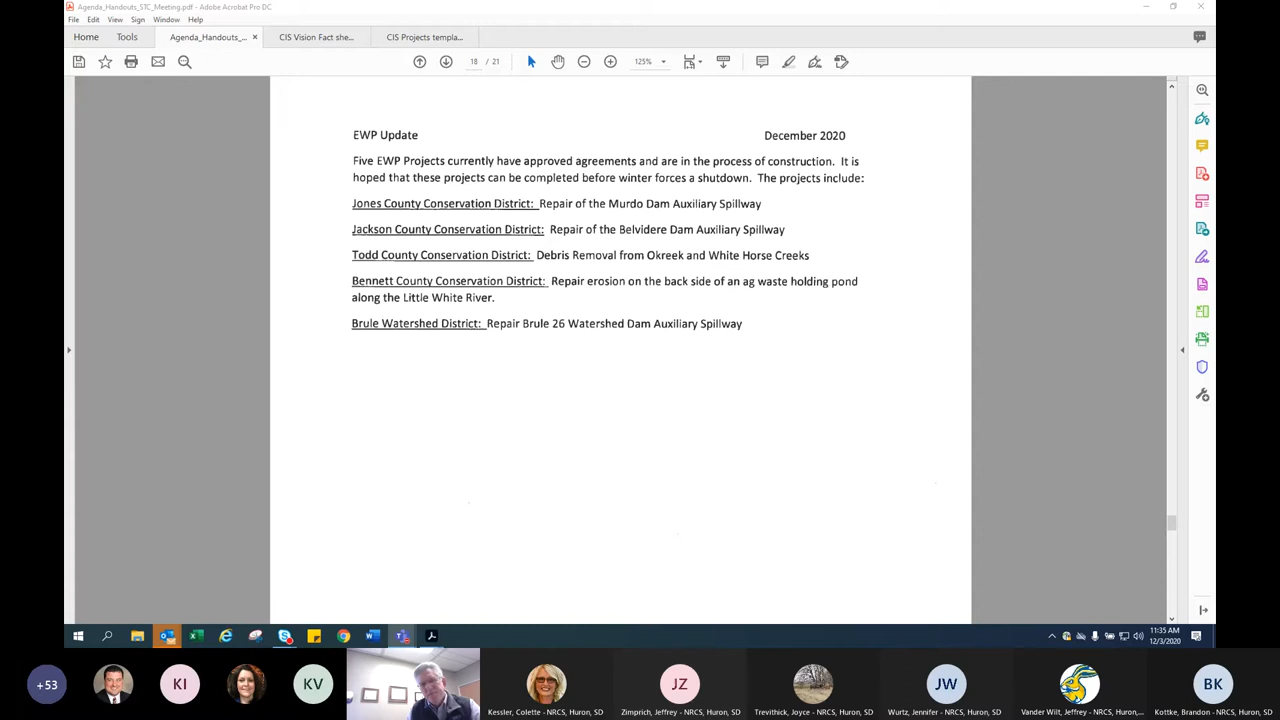 Agenda_Handouts_STC_Meeting.pdf - Adobe Acrobat Pro DC
File Edit View Sign Window Help
Home Tools Agenda_Handouts_... × CIS Vision Fact she... CIS Projects templa...
18 / 21 125%
EWP Update December 2020
Five EWP Projects currently have approved agreements and are in the process of construction. It is
hoped that these projects can be completed before winter forces a shutdown. The projects include:
Jones County Conservation District: Repair of the Murdo Dam Auxiliary Spillway
Jackson County Conservation District: Repair of the Belvidere Dam Auxiliary Spillway
Todd County Conservation District: Debris Removal from Okreek and White Horse Creeks
Bennett County Conservation District: Repair erosion on the back side of an ag waste holding pond
along the Little White River.
Brule Watershed District: Repair Brule 26 Watershed Dam Auxiliary Spillway
11:35 AM
12/3/2020
+53 KI KV JZ JW BK
Kessler, Colette - NRCS, Huron, SD Zimprich, Jeffrey - NRCS, Huron, SD Trevithick, Joyce - NRCS, Huron, SD Wurtz, Jennifer - NRCS, Huron, SD Vander Wilt, Jeffrey - NRCS, Huron,... Kottke, Brandon - NRCS, Huron, SD